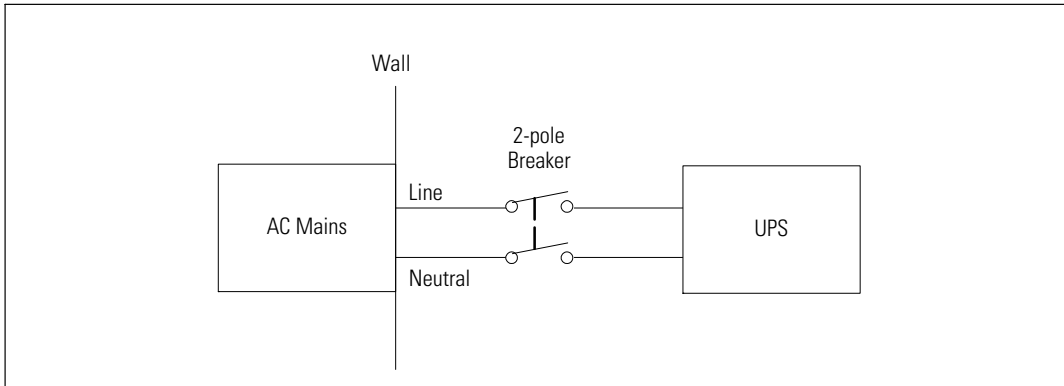 Wall
2-pole
Breaker
Line
AC Mains
UPS
Neutral